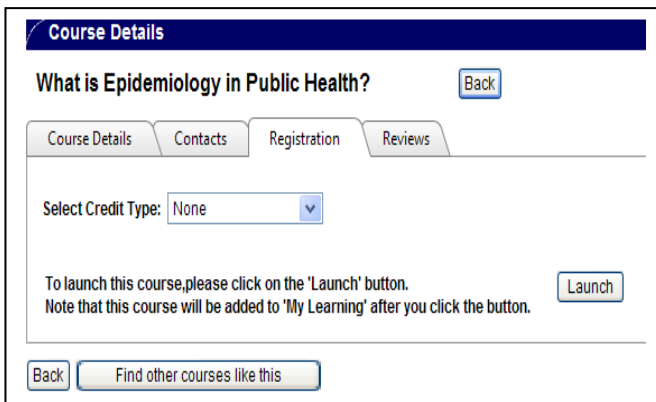 Course Details
What is Epidemiology in Public Health? Back
Course Details Contacts Registration Reviews
Select Credit Type: None
To launch this course,please click on the 'Launch' button.
Note that this course will be added to 'My Learning' after you click the button.
Launch
Back Find other courses like this